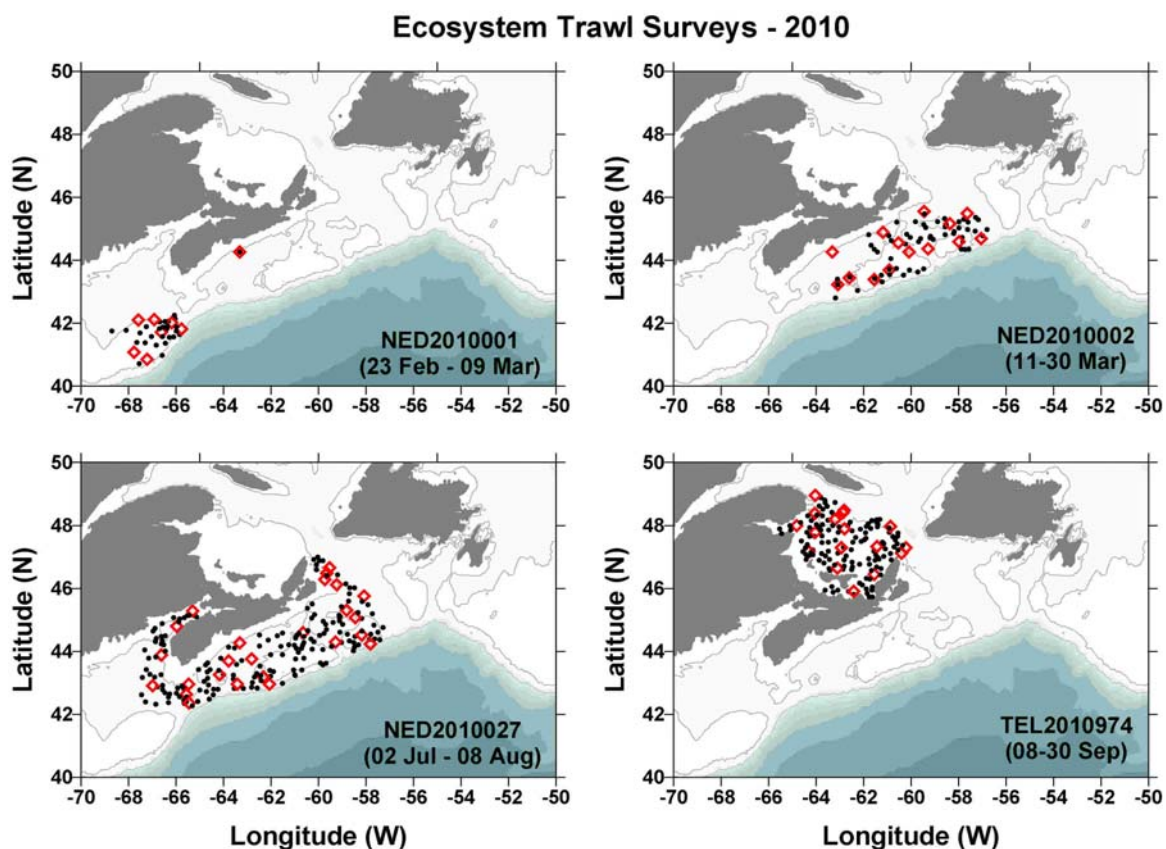 Ecosystem Trawl Surveys - 2010
50
48
46
44
42
40
Latitude (N)
-70 -68 -66 -64 -62 -60 -58 -56 -54 -52 -50
NED2010001
(23 Feb - 09 Mar)
50
48
46
44
42
40
Latitude (N)
-70 -68 -66 -64 -62 -60 -58 -56 -54 -52 -50
NED2010002
(11-30 Mar)
50
48
46
44
42
40
Latitude (N)
-70 -68 -66 -64 -62 -60 -58 -56 -54 -52 -50
NED2010027
(02 Jul - 08 Aug)
Longitude (W)
50
48
46
44
42
40
Latitude (N)
-70 -68 -66 -64 -62 -60 -58 -56 -54 -52 -50
TEL2010974
(08-30 Sep)
Longitude (W)